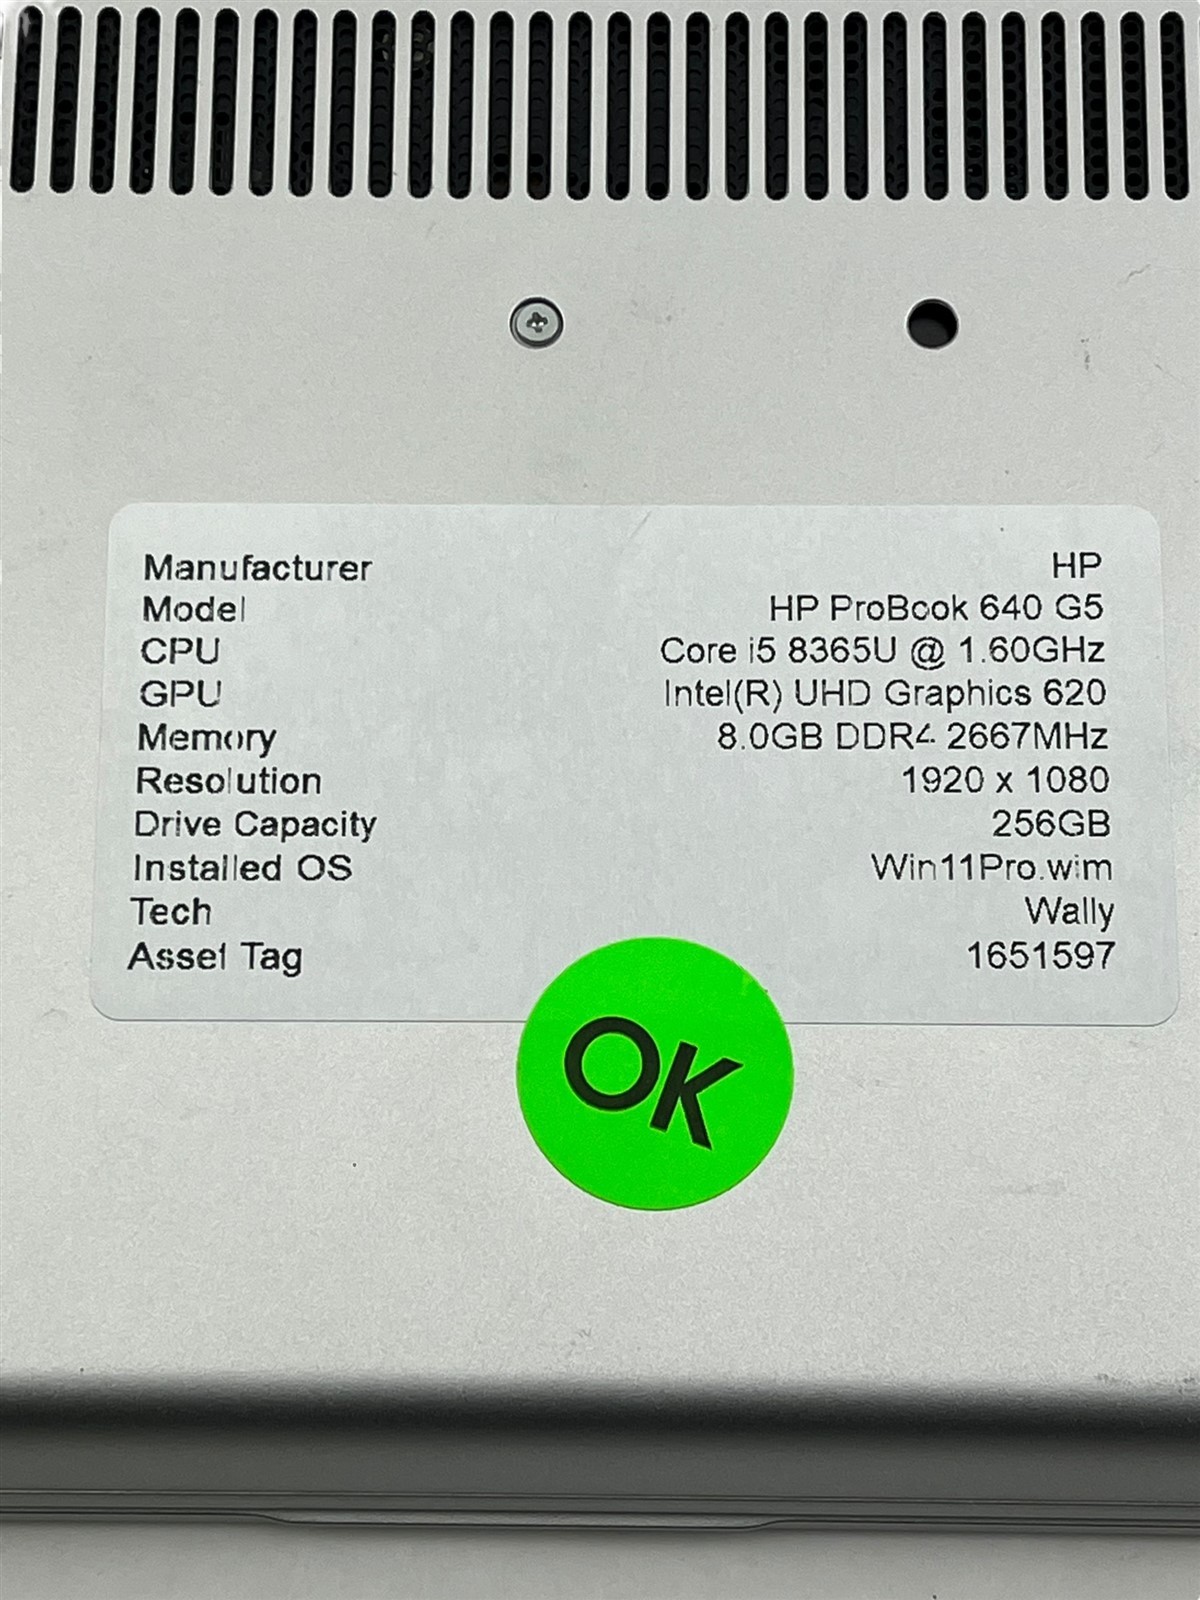 Manufacturer HP
Model HP ProBook 640 G5
CPU Core i5 8365U @ 1.60GHz
GPU Intel(R) UHD Graphics 620
Memory 8.0GB DDR4 2667MHz
Resolution 1920 x 1080
Drive Capacity 256GB
Installed OS Win11Pro.wim
Tech Wally
Asset Tag 1651597
OK